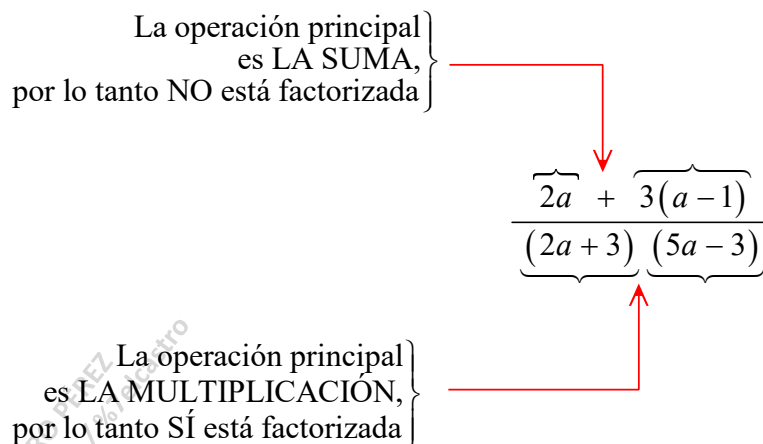 La operación principal
es LA SUMA,
por lo tanto NO está factorizada
2a + 3(a − 1)
(2a + 3) (5a − 3)
La operación principal
es LA MULTIPLICACIÓN,
por lo tanto SÍ está factorizada